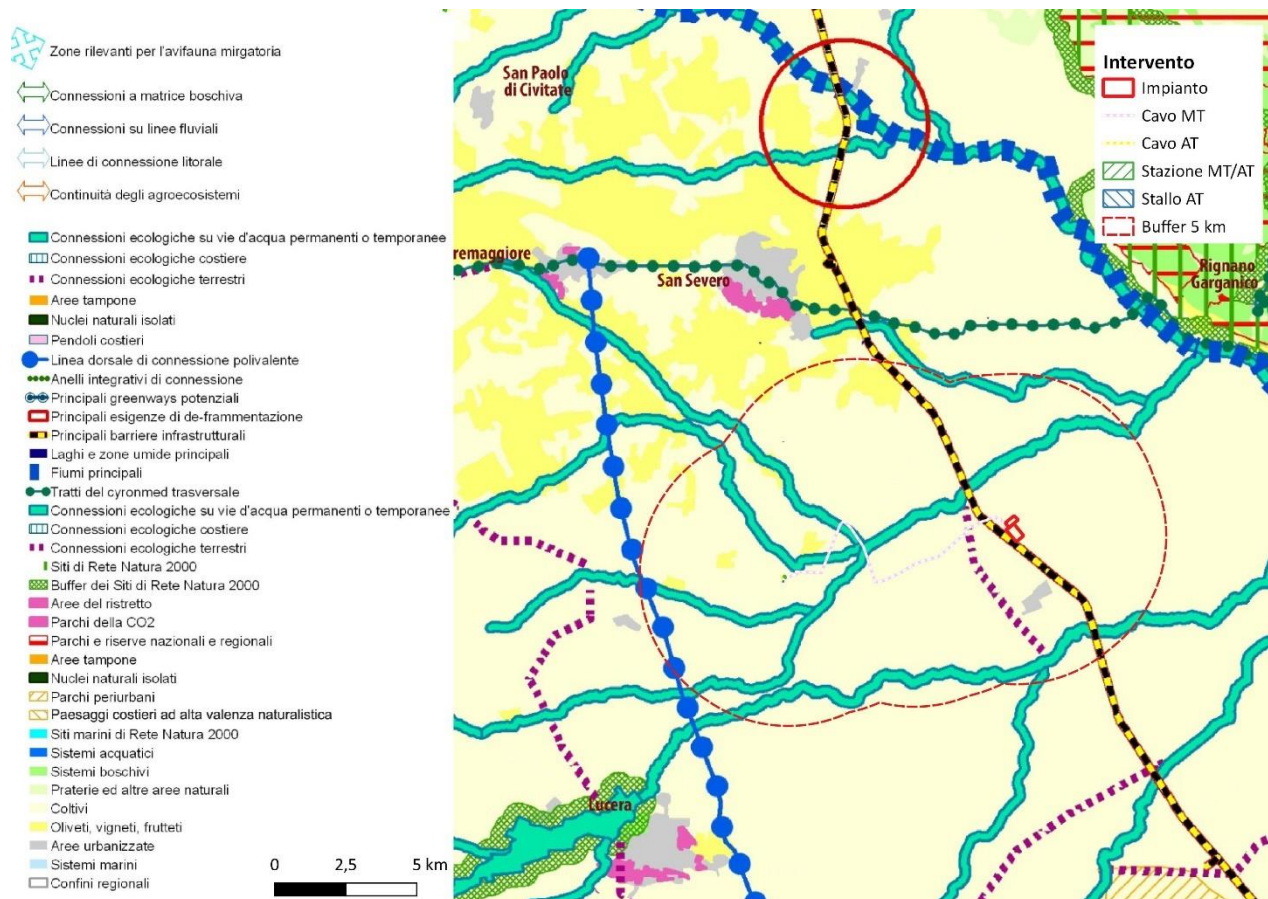 Zone rilevanti per l'avifauna mirgatoria
Connessioni a matrice boschiva
Connessioni su linee fluviali
Linee di connessione litorale
Continuità degli agroecosistemi
Connessioni ecologiche su vie d'acqua permanenti o temporanee
Connessioni ecologiche costiere
Connessioni ecologiche terrestri
Aree tampone
Nuclei naturali isolati
Pendoli costieri
Linea dorsale di connessione polivalente
Anelli integrativi di connessione
Principali greenways potenziali
Principali esigenze di de-frammentazione
Principali barriere infrastrutturali
Laghi e zone umide principali
Fiumi principali
Tratti del cyronmed trasversale
Connessioni ecologiche su vie d'acqua permanenti o temporanee
Connessioni ecologiche costiere
Connessioni ecologiche terrestri
Siti di Rete Natura 2000
Buffer dei Siti di Rete Natura 2000
Aree del ristretto
Parchi della CO2
Parchi e riserve nazionali e regionali
Aree tampone
Nuclei naturali isolati
Parchi periurbani
Paesaggi costieri ad alta valenza naturalistica
Siti marini di Rete Natura 2000
Sistemi acquatici
Sistemi boschivi
Praterie ed altre aree naturali
Coltivi
Oliveti, vigneti, frutteti
Aree urbanizzate
Sistemi marini
Confini regionali
0 2,5 5 km
San Paolo
di Civitate
remaggiore
San Severo
Rignano
Garganico
Lucera
Intervento
Impianto
Cavo MT
Cavo AT
Stazione MT/AT
Stallo AT
Buffer 5 km